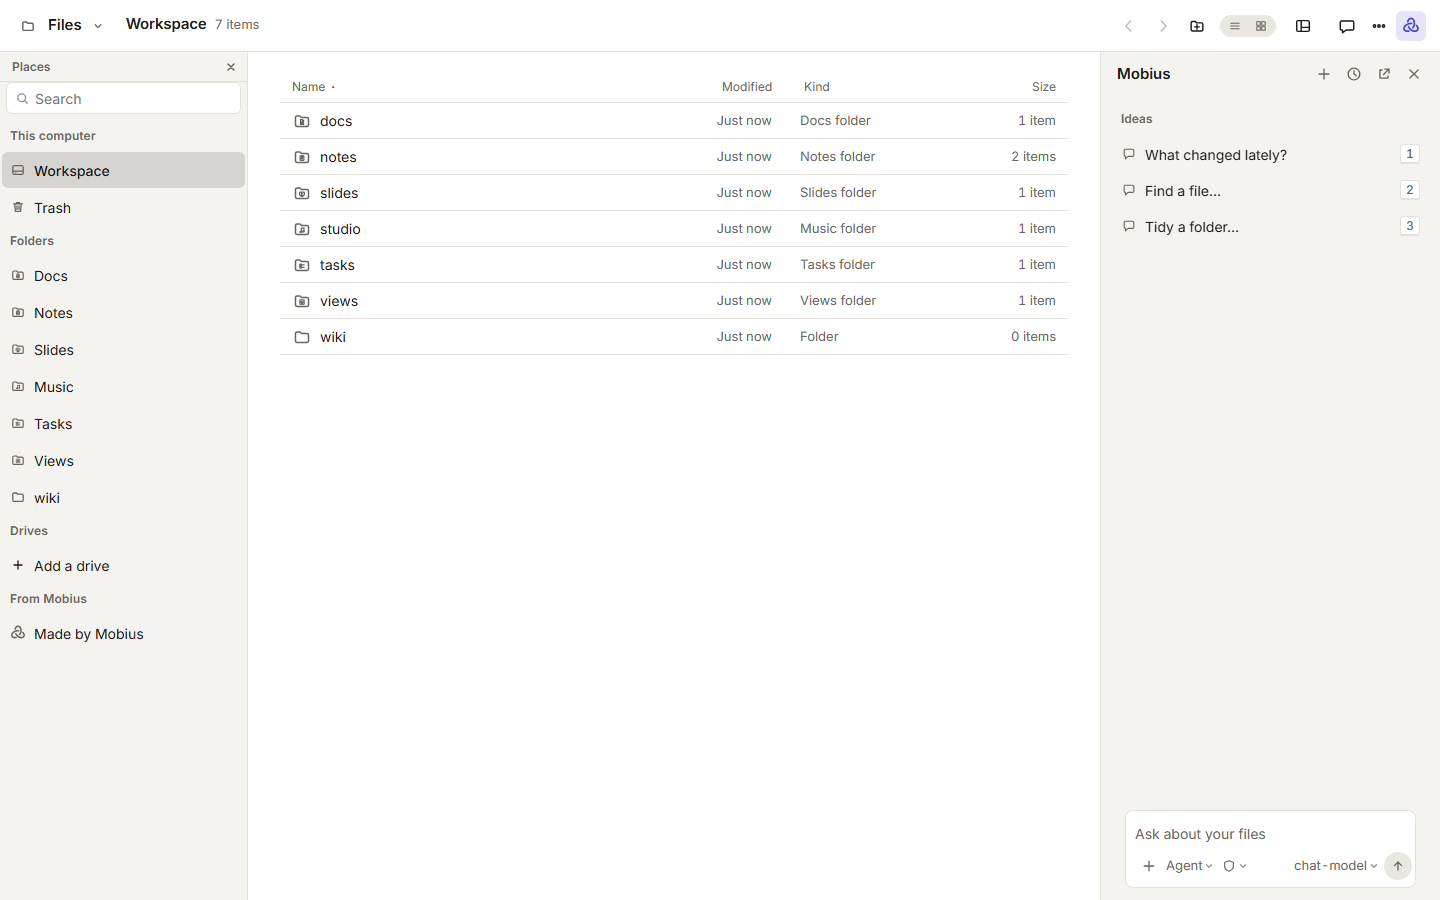 Files
Workspace 7 items
Places
Search
This computer
Workspace
Trash
Folders
Docs
Notes
Slides
Music
Tasks
Views
wiki
Drives
Add a drive
From Mobius
Made by Mobius
Name Modified Kind Size
docs Just now Docs folder 1 item
notes Just now Notes folder 2 items
slides Just now Slides folder 1 item
studio Just now Music folder 1 item
tasks Just now Tasks folder 1 item
views Just now Views folder 1 item
wiki Just now Folder 0 items
Mobius
Ideas
What changed lately? 1
Find a file... 2
Tidy a folder... 3
Ask about your files
Agent chat-model